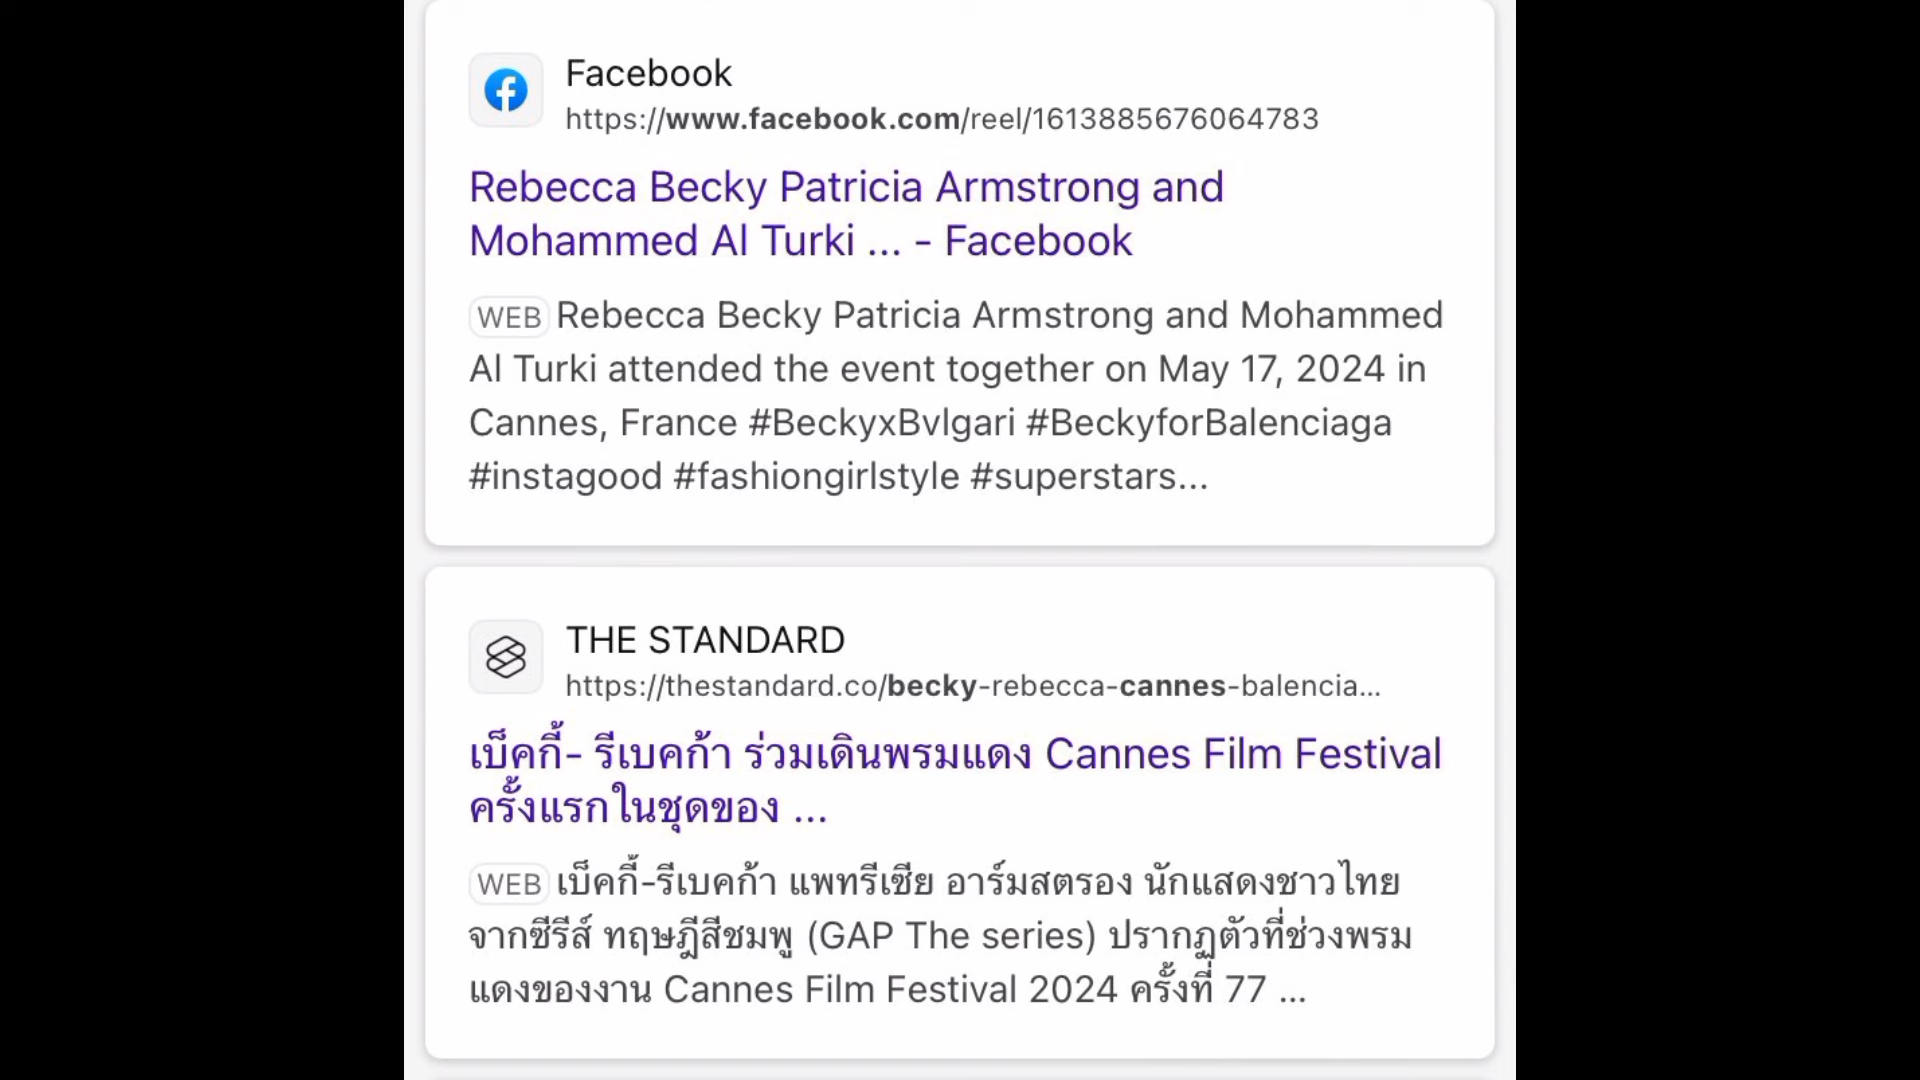 Facebook
https://www.facebook.com/reel/1613885676064783
Rebecca Becky Patricia Armstrong and
Mohammed Al Turki ... - Facebook
WEB Rebecca Becky Patricia Armstrong and Mohammed
Al Turki attended the event together on May 17, 2024 in
Cannes, France #BeckyxBvlgari #BeckyforBalenciaga
#instagood #fashiongirlstyle #superstars...
THE STANDARD
https://thestandard.co/becky-rebecca-cannes-balencia...
เบ็คกี้- รีเบคก้า ร่วมเดินพรมแดง Cannes Film Festival
ครั้งแรกในชุดของ ...
WEB เบ็คกี้-รีเบคก้า แพทรีเซีย อาร์มสตรอง นักแสดงชาวไทย
จากซีรีส์ ทฤษฎีสีชมพู (GAP The series) ปรากฏตัวที่ช่วงพรม
แดงของงาน Cannes Film Festival 2024 ครั้งที่ 77 ...